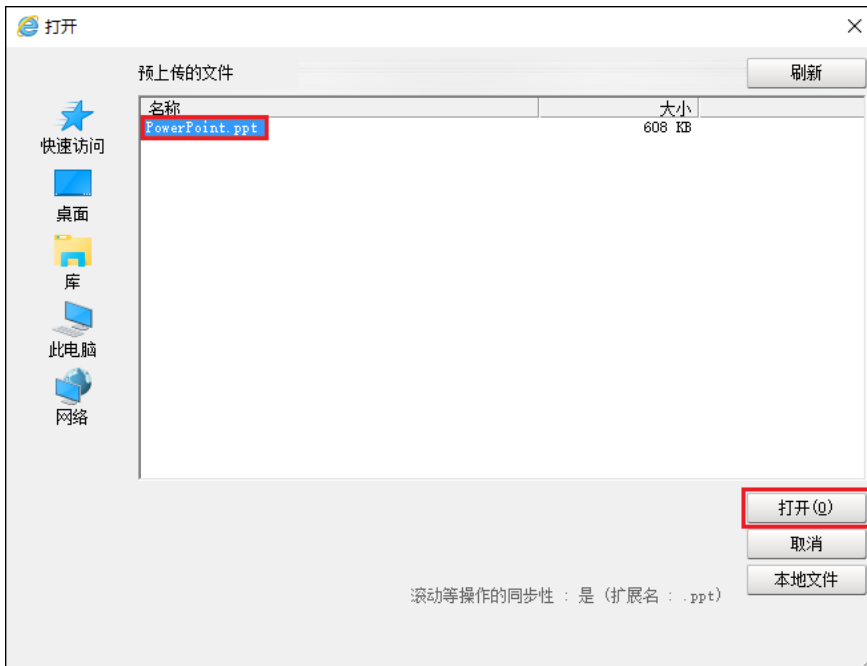 打开
预上传的文件
刷新
名称 大小
PowerPoint.ppt 608 KB
快速访问
桌面
库
此电脑
网络
打开(O)
取消
本地文件
滚动等操作的同步性 : 是 (扩展名 : .ppt)